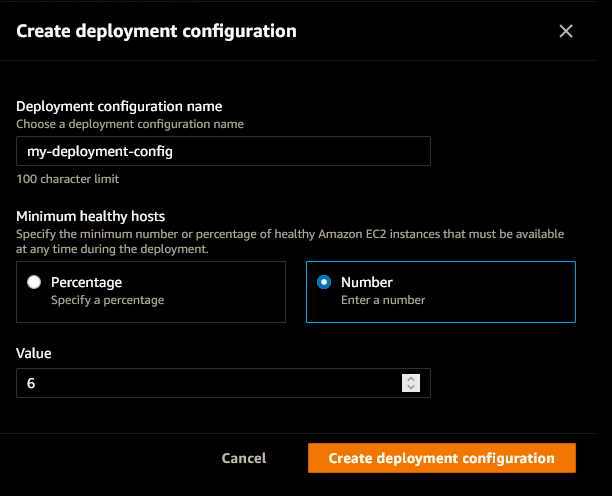 Create deployment configuration
Deployment configuration name
Choose a deployment configuration name
my-deployment-config
100 character limit
Minimum healthy hosts
Specify the minimum number or percentage of healthy Amazon EC2 instances that must be available
at any time during the deployment.
Percentage
Specify a percentage
Number
Enter a number
Value
6
Cancel
Create deployment configuration